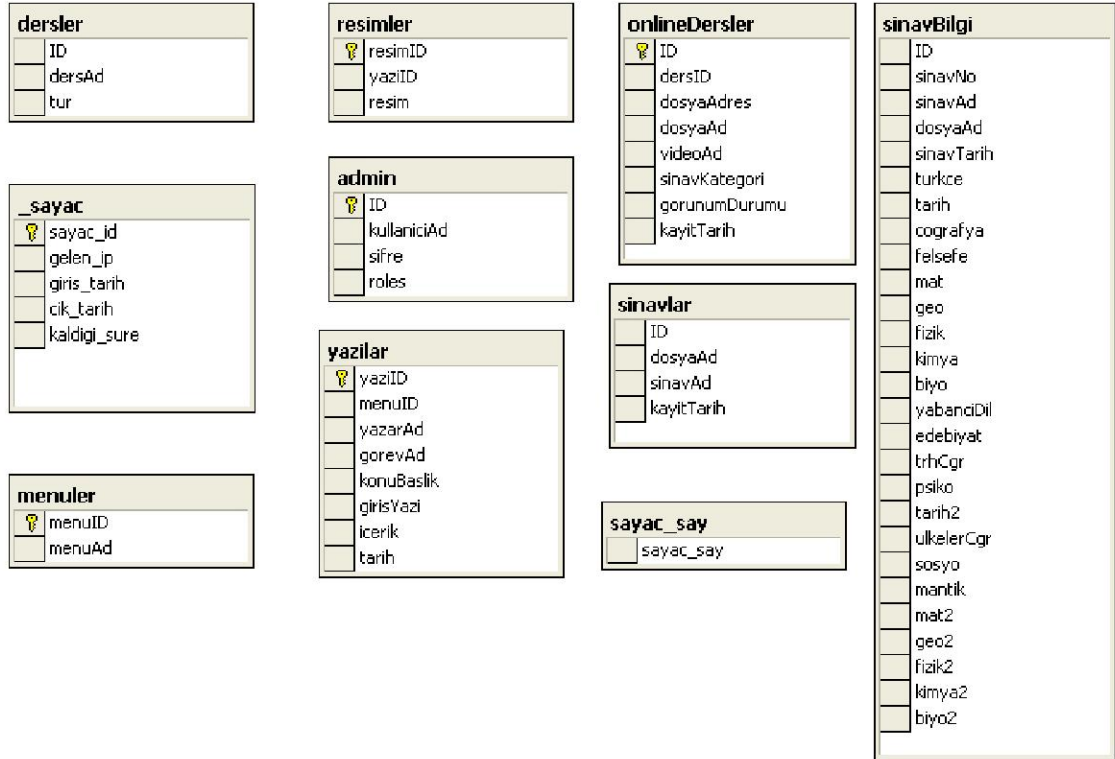 dersler
ID
dersAd
tur
_sayac
sayac_id
gelen_ip
giris_tarih
cik_tarih
kaldigi_sure
menuler
menuID
menuAd
resimler
resimID
yaziID
resim
admin
ID
kullaniciAd
sifre
roles
yazilar
yaziID
menuID
yazarAd
gorevAd
konuBaslik
girisYazi
icerik
tarih
onlineDersler
ID
dersID
dosyaAdres
dosyaAd
videoAd
sinavKategori
gorunumDurumu
kayitTarih
sinavlar
ID
dosyaAd
sinavAd
kayitTarih
sayac_say
sayac_say
sinavBilgi
ID
sinavNo
sinavAd
dosyaAd
sinavTarih
turkce
tarih
cografya
felsefe
mat
geo
fizik
kimya
biyo
yabanciDil
edebiyat
trhCgr
psiko
tarih2
ulkelerCgr
sosyo
mantik
mat2
geo2
fizik2
kimya2
biyo2